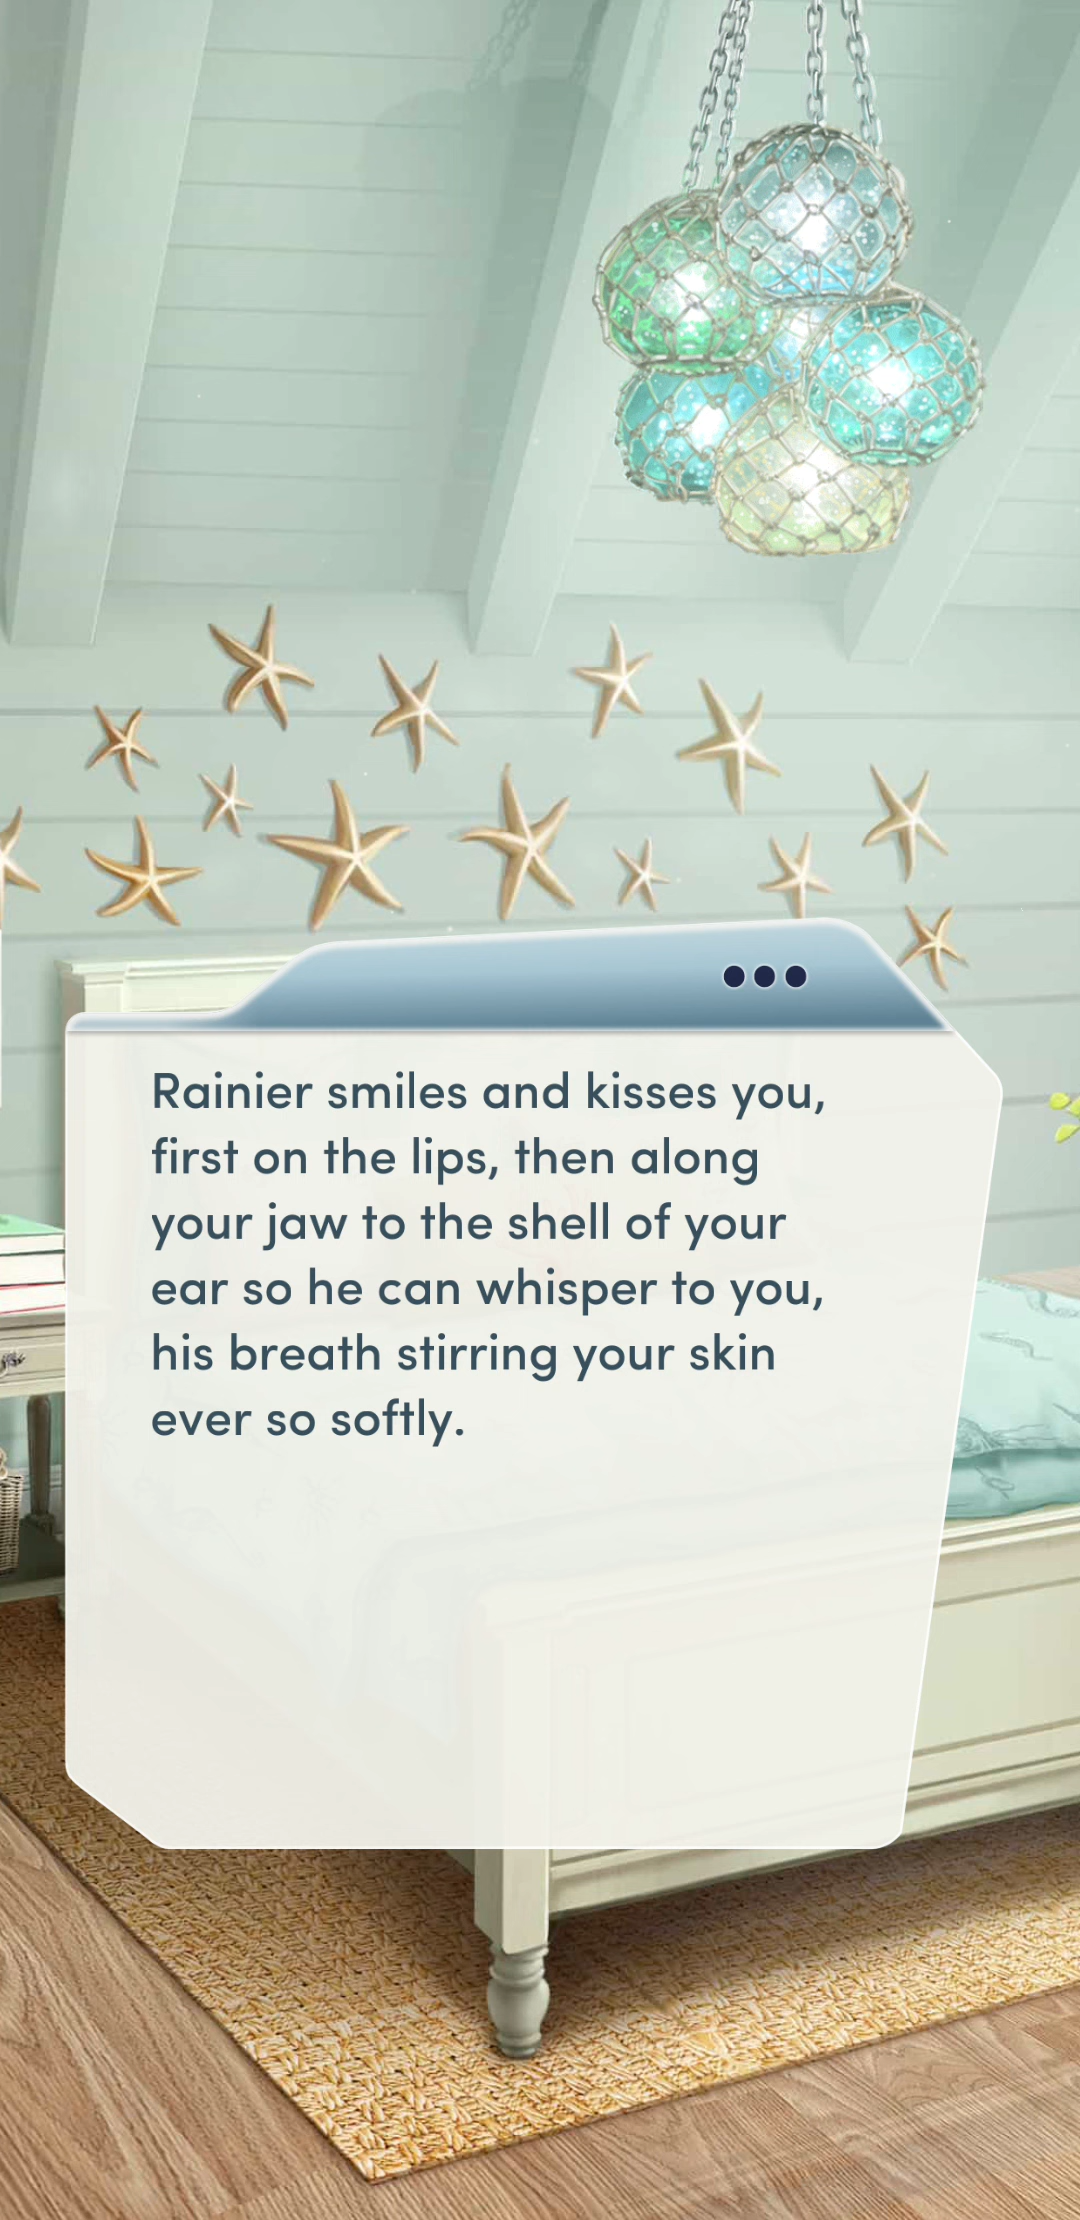 Rainier smiles and kisses you,
first on the lips, then along
your jaw to the shell of your
ear so he can whisper to you,
his breath stirring your skin
ever so softly.